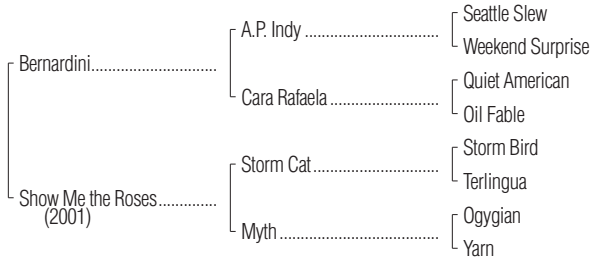 Seattle Slew
A.P. Indy ..............................
Weekend Surprise
Bernardini............................
Quiet American
Cara Rafaela ........................
Oil Fable
Storm Bird
Storm Cat............................
Terlingua
Show Me the Roses.............
(2001)
Ogygian
Myth....................................
Yarn